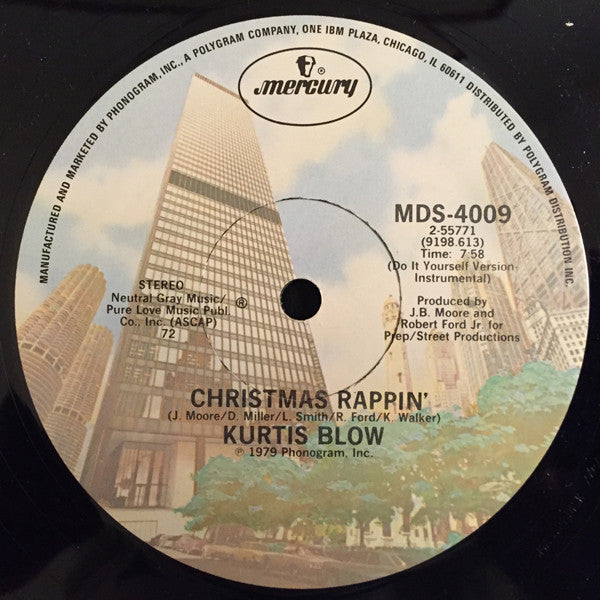 MANUFACTURED AND MARKETED BY PHONOGRAM, INC., A POLYGRAM COMPANY, ONE IBM PLAZA, CHICAGO, IL 60611. DISTRIBUTED BY POLYGRAM DISTRIBUTION INC.
®
mercury
MDS-4009
2-55771
(9198.613)
Time: 7:58
(Do It Yourself Version-
Instrumental)
STEREO
Neutral Gray Music/
Pure Love Music Publ.
Co., Inc. (ASCAP)
72
®
Produced by
J.B. Moore and
Robert Ford Jr. for
Prep/Street Productions
CHRISTMAS RAPPIN'
(J. Moore/D. Miller/L. Smith/R. Ford/K. Walker)
KURTIS BLOW
℗ 1979 Phonogram, Inc.